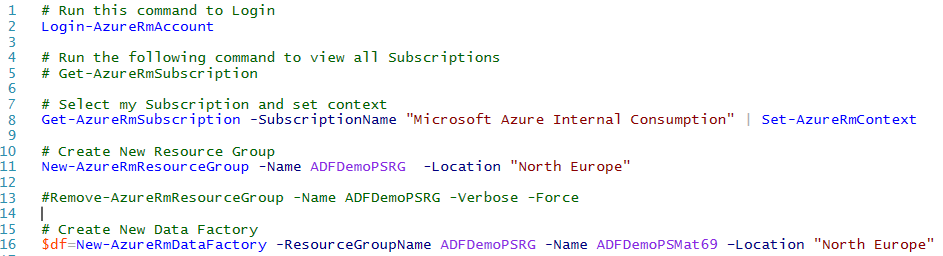 1 # Run this command to Login
2 Login-AzureRmAccount
3
4 # Run the following command to view all Subscriptions
5 # Get-AzureRmSubscription
6
7 # Select my Subscription and set context
8 Get-AzureRmSubscription -SubscriptionName "Microsoft Azure Internal Consumption" | Set-AzureRmContext
9
10 # Create New Resource Group
11 New-AzureRmResourceGroup -Name ADFDemoPSRG  -Location "North Europe"
12
13 #Remove-AzureRmResourceGroup -Name ADFDemoPSRG -Verbose -Force
14
15 # Create New Data Factory
16 $df=New-AzureRmDataFactory -ResourceGroupName ADFDemoPSRG -Name ADFDemoPSMat69 -Location "North Europe"